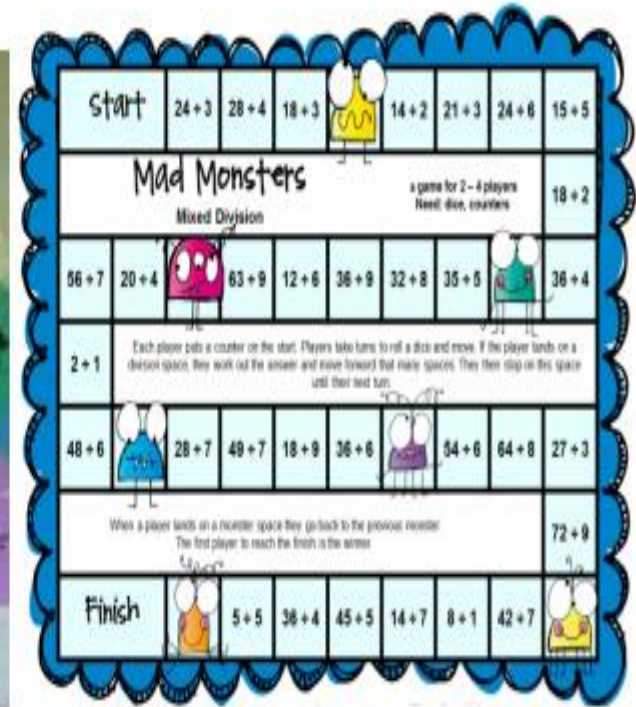 Start 24 ÷ 3 28 ÷ 4 18 ÷ 3 14 ÷ 2 21 ÷ 3 24 ÷ 6 15 ÷ 5
Mad Monsters
Mixed Division
a game for 2 – 4 players
Need: dice, counters
18 ÷ 2
56 ÷ 7 20 ÷ 4 63 ÷ 9 12 ÷ 6 36 ÷ 9 32 ÷ 8 35 ÷ 5 36 ÷ 4
2 ÷ 1
Each player puts a counter on the start. Players take turns to roll a dice and move. If the player lands on a
division space, they work out the answer and move forward that many spaces. They then stop on this space
until their next turn.
48 ÷ 6 28 ÷ 7 49 ÷ 7 18 ÷ 9 36 ÷ 6 54 ÷ 6 64 ÷ 8 27 ÷ 3
When a player lands on a monster space they go back to the previous monster
The first player to reach the finish is the winner.
72 ÷ 9
Finish 5 ÷ 5 36 ÷ 4 45 ÷ 5 14 ÷ 7 8 ÷ 1 42 ÷ 7